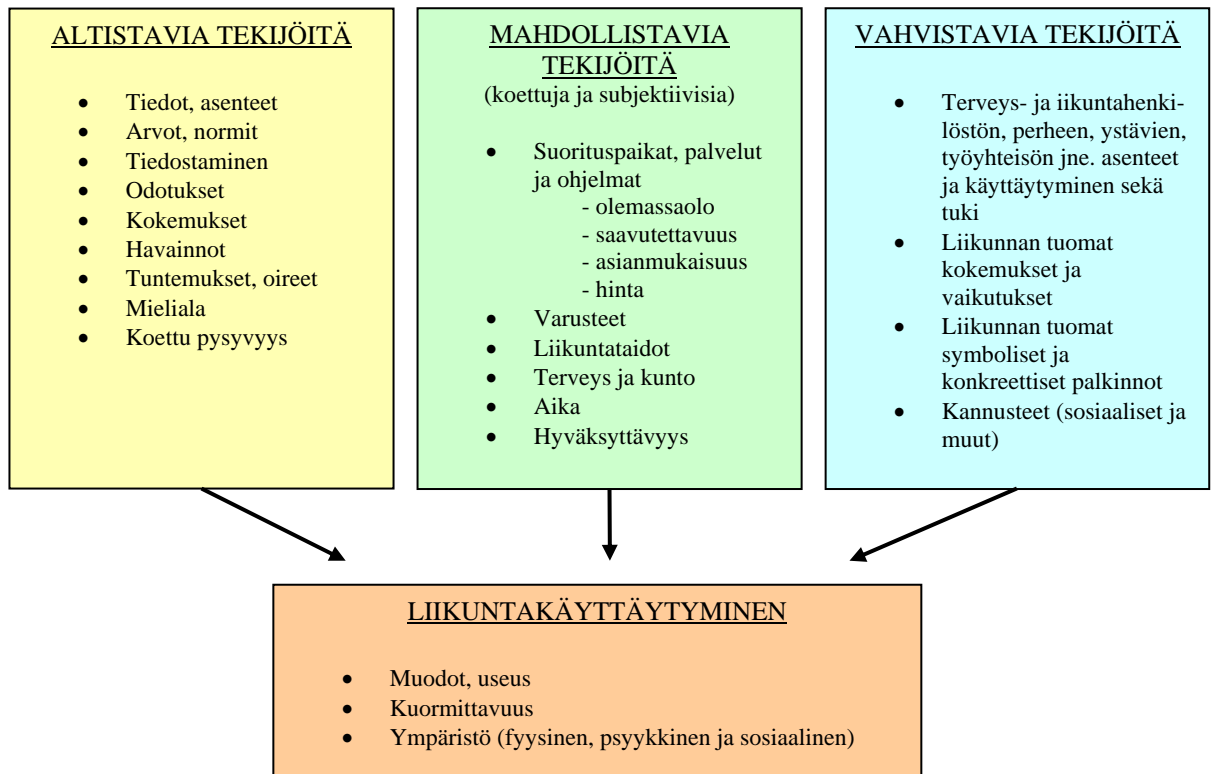 ALTISTAVIA TEKIJÖITÄ
• Tiedot, asenteet
• Arvot, normit
• Tiedostaminen
• Odotukset
• Kokemukset
• Havainnot
• Tuntemukset, oireet
• Mieliala
• Koettu pysyvyys
MAHDOLLISTAVIA
TEKIJÖITÄ
(koettuja ja subjektiivisia)
• Suorituspaikat, palvelut
ja ohjelmat
- olemassaolo
- saavutettavuus
- asianmukaisuus
- hinta
• Varusteet
• Liikuntataidot
• Terveys ja kunto
• Aika
• Hyväksyttävyys
VAHVISTAVIA TEKIJÖITÄ
• Terveys- ja iikuntahenki-
löstön, perheen, ystävien,
työyhteisön jne. asenteet
ja käyttäytyminen sekä
tuki
• Liikunnan tuomat
kokemukset ja
vaikutukset
• Liikunnan tuomat
symboliset ja
konkreettiset palkinnot
• Kannusteet (sosiaaliset ja
muut)
LIIKUNTAKÄYTTÄYTYMINEN
• Muodot, useus
• Kuormittavuus
• Ympäristö (fyysinen, psyykkinen ja sosiaalinen)